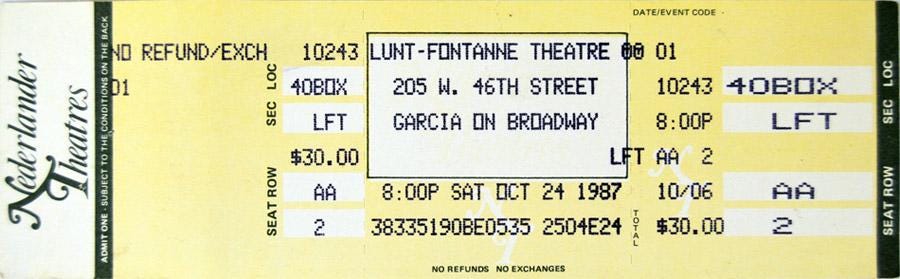 Nederlander
Theatres
ADMIT ONE - SUBJECT TO THE CONDITIONS ON THE BACK
DATE/EVENT CODE
NO REFUND/EXCH 10243 LUNT-FONTANNE THEATRE 00 01
01 SEC LOC 40BOX 205 W. 46TH STREET 10243 40BOX SEC LOC
LFT GARCIA ON BROADWAY 8:00P LFT
$30.00 LFT AA 2
SEAT ROW AA 8:00P SAT OCT 24 1987 10/06 AA SEAT ROW
2 38335190BE0535 2504E24 TOTAL $30.00 2
NO REFUNDS NO EXCHANGES